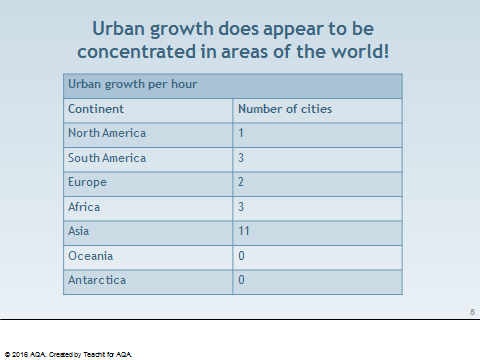 Urban growth does appear to be
concentrated in areas of the world!
Urban growth per hour
Continent Number of cities
North America 1
South America 3
Europe 2
Africa 3
Asia 11
Oceania 0
Antarctica 0
8
© 2016 AQA. Created by Teachit for AQA.